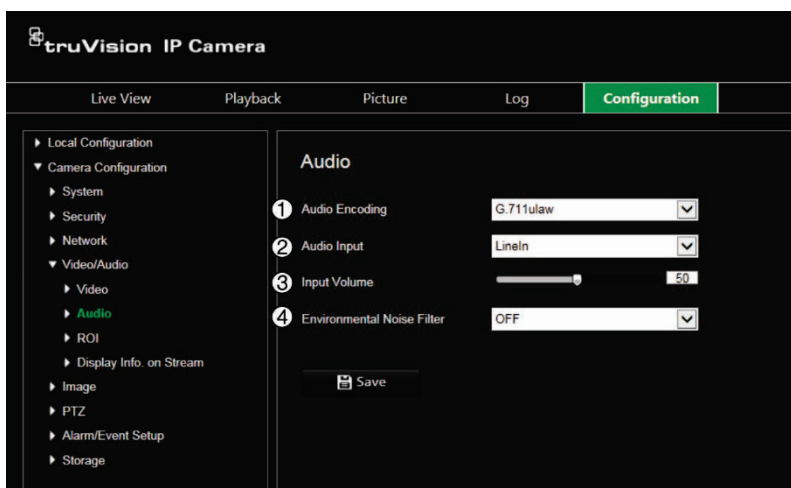 truVision IP Camera
Live View Playback Picture Log Configuration
Local Configuration
Camera Configuration
System
Security
Network
Video/Audio
Video
Audio
ROI
Display Info. on Stream
Image
PTZ
Alarm/Event Setup
Storage
Audio
1 Audio Encoding G.711ulaw
2 Audio Input LineIn
3 Input Volume 50
4 Environmental Noise Filter OFF
Save